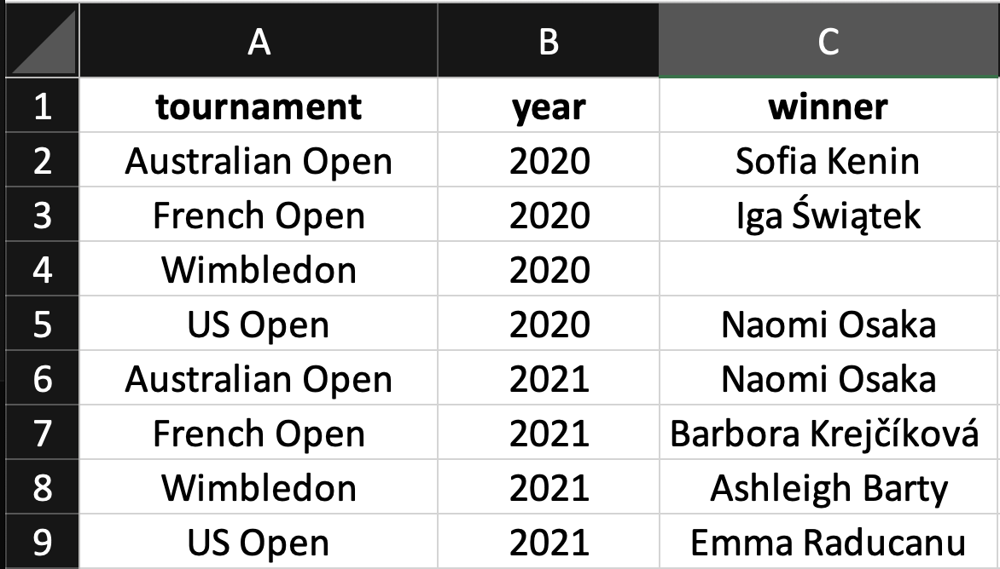 A B C
1 tournament year winner
2 Australian Open 2020 Sofia Kenin
3 French Open 2020 Iga Świątek
4 Wimbledon 2020
5 US Open 2020 Naomi Osaka
6 Australian Open 2021 Naomi Osaka
7 French Open 2021 Barbora Krejčíková
8 Wimbledon 2021 Ashleigh Barty
9 US Open 2021 Emma Raducanu